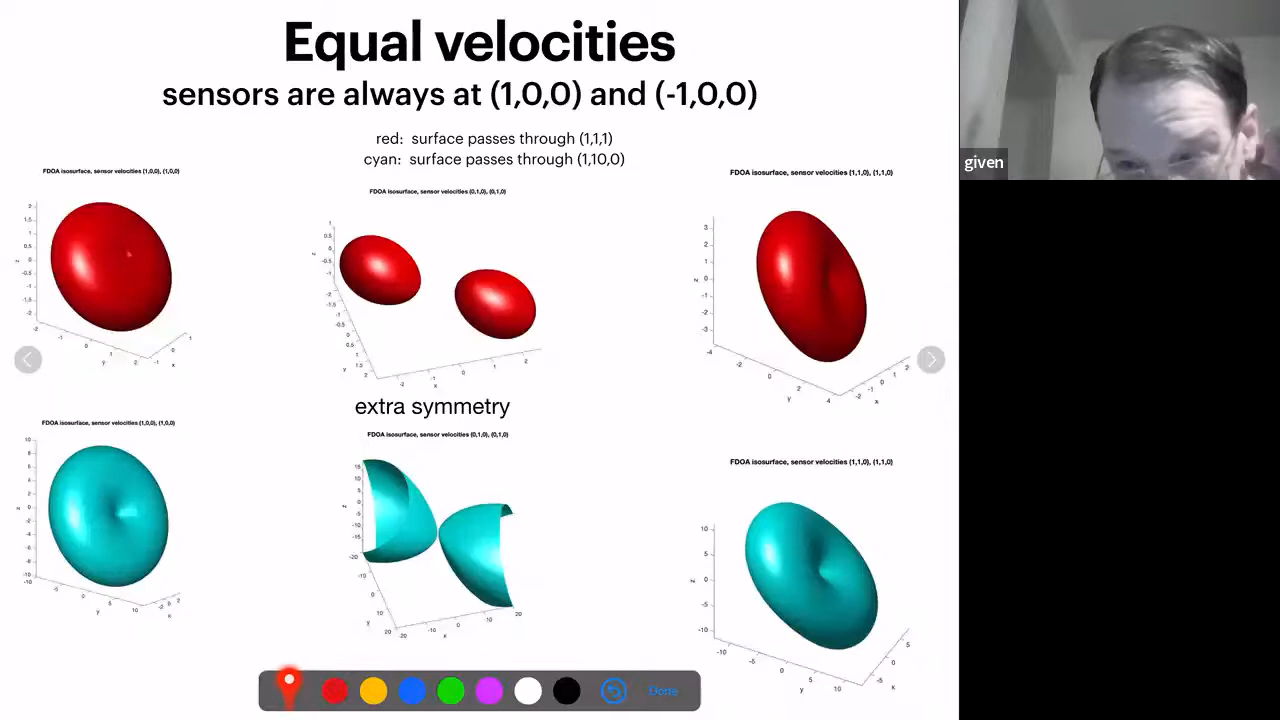 Equal velocities
sensors are always at (1,0,0) and (-1,0,0)
red: surface passes through (1,1,1)
cyan: surface passes through (1,10,0)
given
FDOA isosurface, sensor velocities (1,0,0), (1,0,0)
FDOA isosurface, sensor velocities (0,1,0), (0,1,0)
FDOA isosurface, sensor velocities (1,1,0), (1,1,0)
extra symmetry
FDOA isosurface, sensor velocities (1,0,0), (1,0,0)
FDOA isosurface, sensor velocities (0,1,0), (0,1,0)
FDOA isosurface, sensor velocities (1,1,0), (1,1,0)
Done